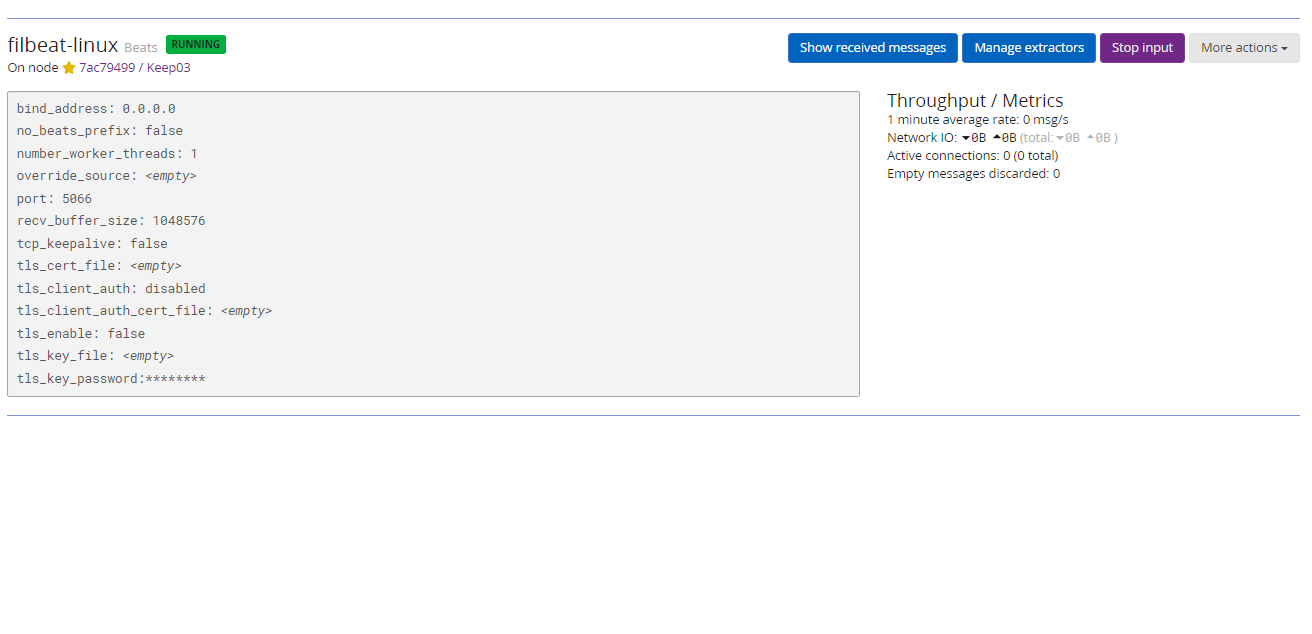 filbeat-linux Beats RUNNING
Show received messages Manage extractors Stop input More actions
On node 7ac79499 / Keep03
bind_address: 0.0.0.0
no_beats_prefix: false
number_worker_threads: 1
override_source: <empty>
port: 5066
recv_buffer_size: 1048576
tcp_keepalive: false
tls_cert_file: <empty>
tls_client_auth: disabled
tls_client_auth_cert_file: <empty>
tls_enable: false
tls_key_file: <empty>
tls_key_password:********
Throughput / Metrics
1 minute average rate: 0 msg/s
Network IO: 0B 0B (total: 0B 0B )
Active connections: 0 (0 total)
Empty messages discarded: 0